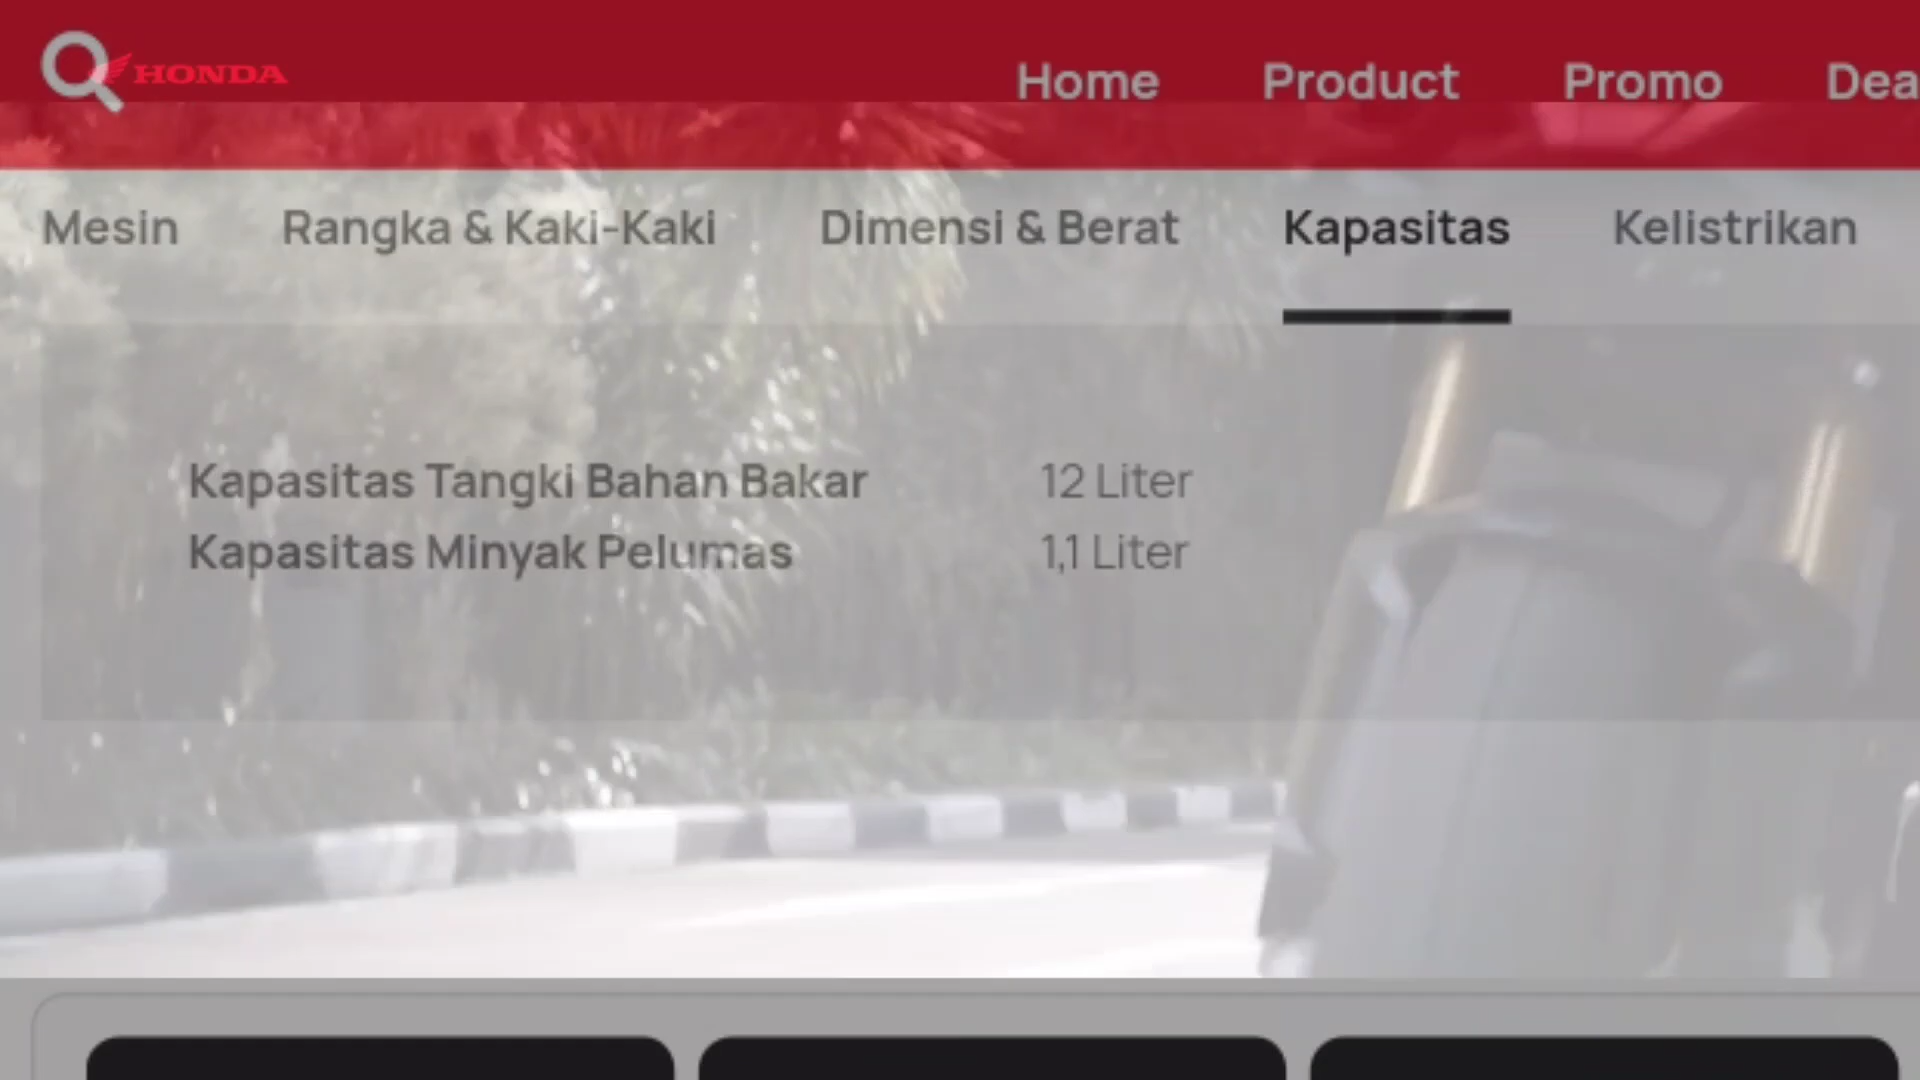 HONDA
Home Product Promo Dea
Mesin Rangka & Kaki-Kaki Dimensi & Berat Kapasitas Kelistrikan
Kapasitas Tangki Bahan Bakar 12 Liter
Kapasitas Minyak Pelumas 1,1 Liter